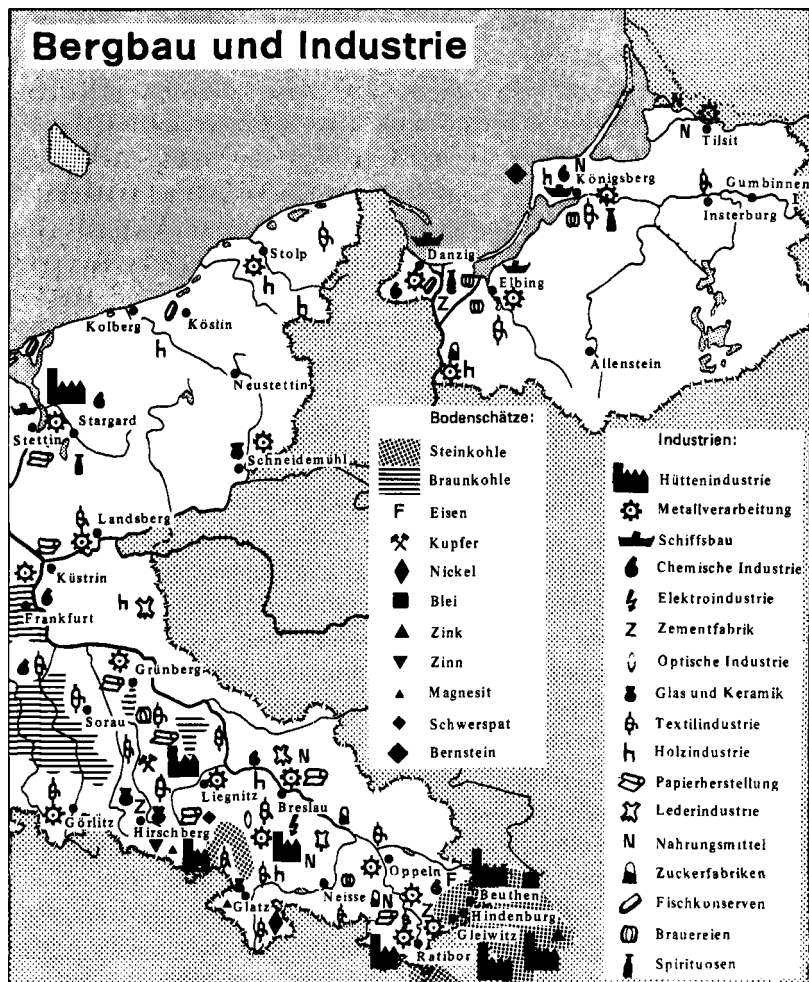 Bergbau und Industrie
N
Tilsit
N
N
Königsberg
Gumbinnen
Insterburg
Stolp
Danzig
Elbing
Z
Kolberg
Köslin
Allenstein
Neustettin
Stargard
Stettin
Schneidemühl
Landsberg
Küstrin
Frankfurt
Grünberg
Sorau
N
Liegnitz
Breslau
Görlitz
Z
Hirschberg
N
Oppeln
F
Beuthen
Glatz
Neisse
N
Z
Hindenburg
Gleiwitz
Ratibor
Bodenschätze:
Steinkohle
Braunkohle
F Eisen
Kupfer
Nickel
Blei
Zink
Zinn
Magnesit
Schwerspat
Bernstein
Industrien:
Hüttenindustrie
Metallverarbeitung
Schiffsbau
Chemische Industrie
Elektroindustrie
Z Zementfabrik
Optische Industrie
Glas und Keramik
Textilindustrie
Holzindustrie
Papierherstellung
Lederindustrie
N Nahrungsmittel
Zuckerfabriken
Fischkonserven
Brauereien
Spirituosen